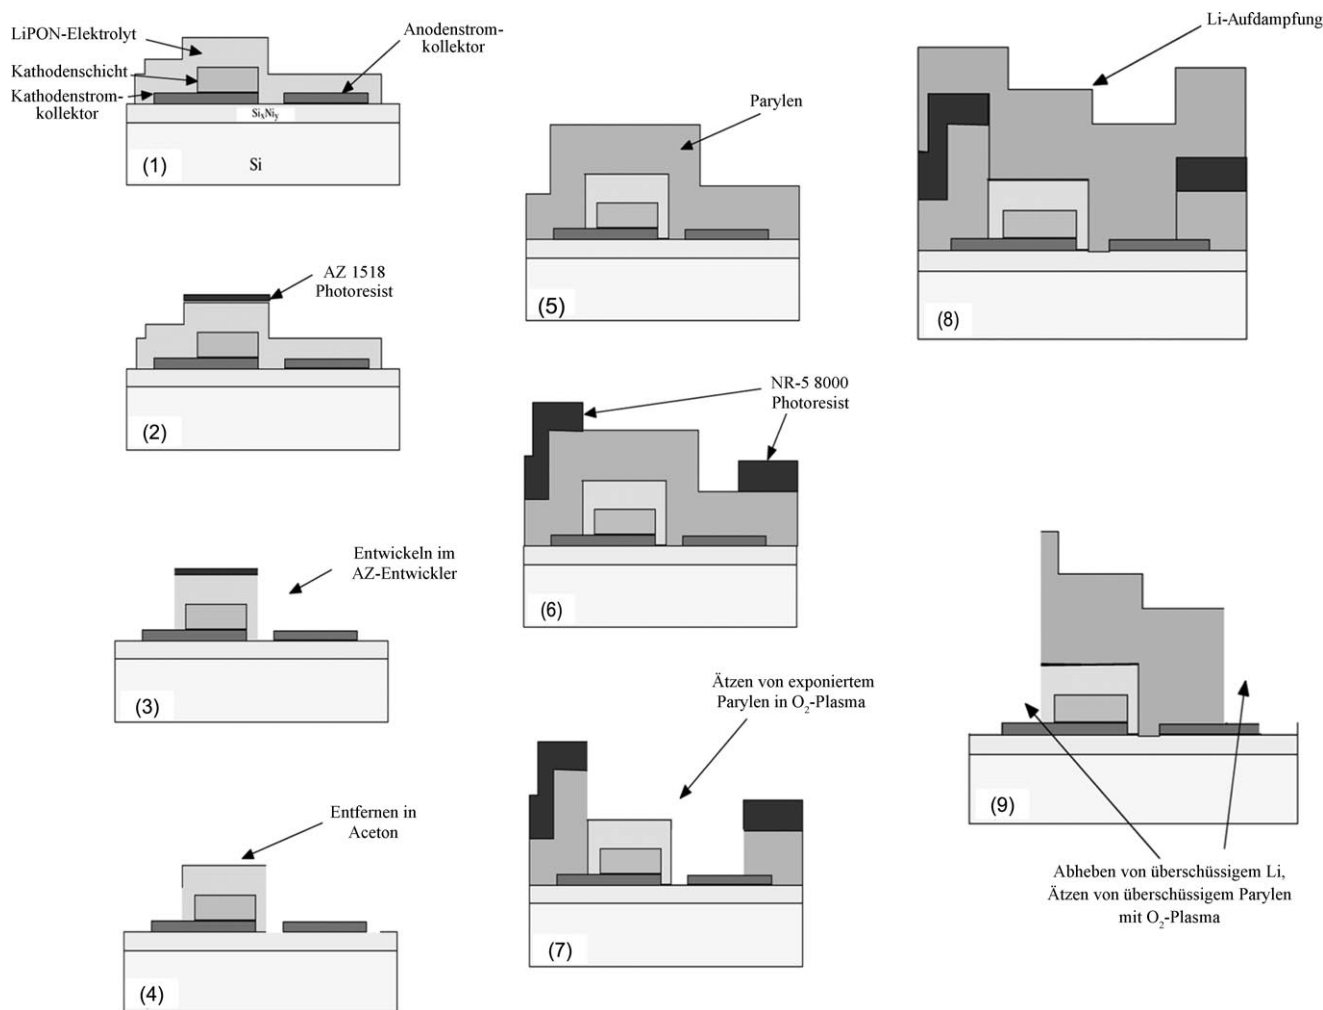 LiPON-Elektrolyt
Anodenstrom-
kollektor
Kathodenschicht
Kathodenstrom-
kollektor
SiₓNiᵧ
Si
(1)
AZ 1518
Photoresist
(2)
Entwickeln im
AZ-Entwickler
(3)
Entfernen in
Aceton
(4)
Parylen
(5)
NR-5 8000
Photoresist
(6)
Ätzen von exponiertem
Parylen in O₂-Plasma
(7)
Li-Aufdampfung
(8)
(9)
Abheben von überschüssigem Li,
Ätzen von überschüssigem Parylen
mit O₂-Plasma